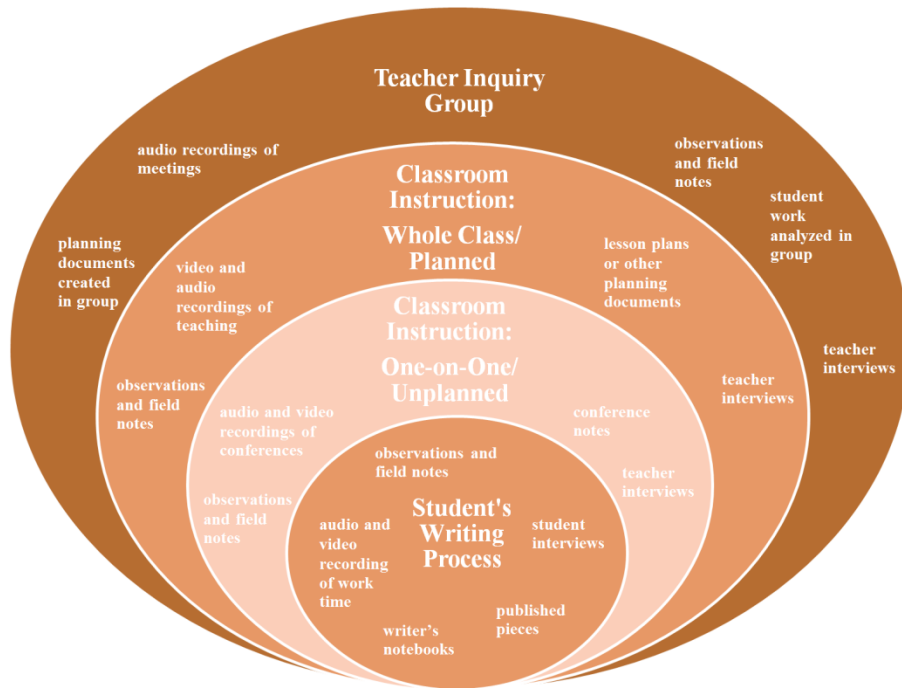 Teacher Inquiry
Group
audio recordings of
meetings
observations
and field
notes
student
work
analyzed in
group
planning
documents
created
in group
teacher
interviews
Classroom
Instruction:
Whole Class/
Planned
video and
audio
recordings of
teaching
lesson plans
or other
planning
documents
observations
and field
notes
teacher
interviews
Classroom
Instruction:
One-on-One/
Unplanned
audio and video
recordings of
conferences
conference
notes
observations
and field
notes
teacher
interviews
observations and
field notes
Student's
Writing
Process
audio and
video
recording
of work
time
student
interviews
writer’s
notebooks
published
pieces